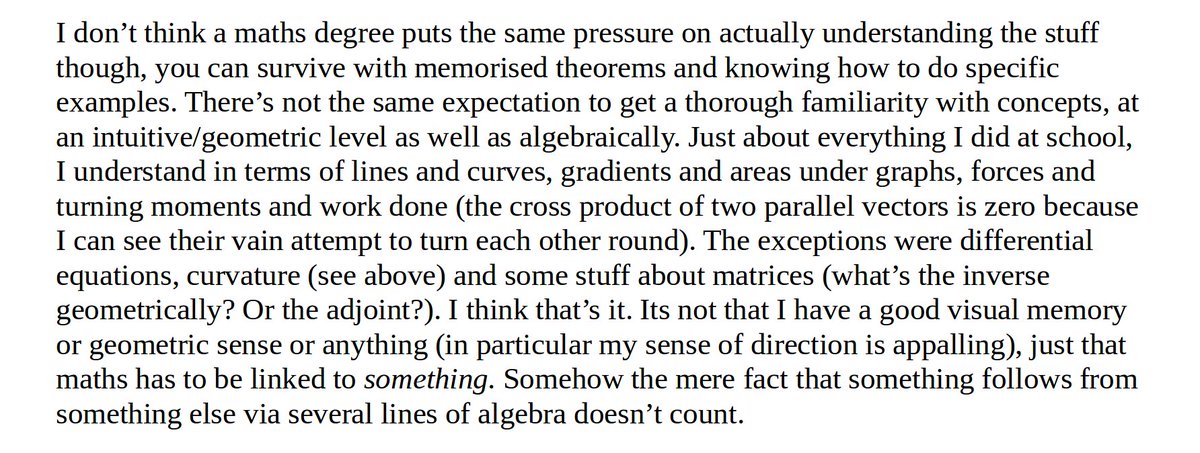 I don’t think a maths degree puts the same pressure on actually understanding the stuff
though, you can survive with memorised theorems and knowing how to do specific
examples. There’s not the same expectation to get a thorough familiarity with concepts, at
an intuitive/geometric level as well as algebraically. Just about everything I did at school,
I understand in terms of lines and curves, gradients and areas under graphs, forces and
turning moments and work done (the cross product of two parallel vectors is zero because
I can see their vain attempt to turn each other round). The exceptions were differential
equations, curvature (see above) and some stuff about matrices (what’s the inverse
geometrically? Or the adjoint?). I think that’s it. Its not that I have a good visual memory
or geometric sense or anything (in particular my sense of direction is appalling), just that
maths has to be linked to something. Somehow the mere fact that something follows from
something else via several lines of algebra doesn’t count.